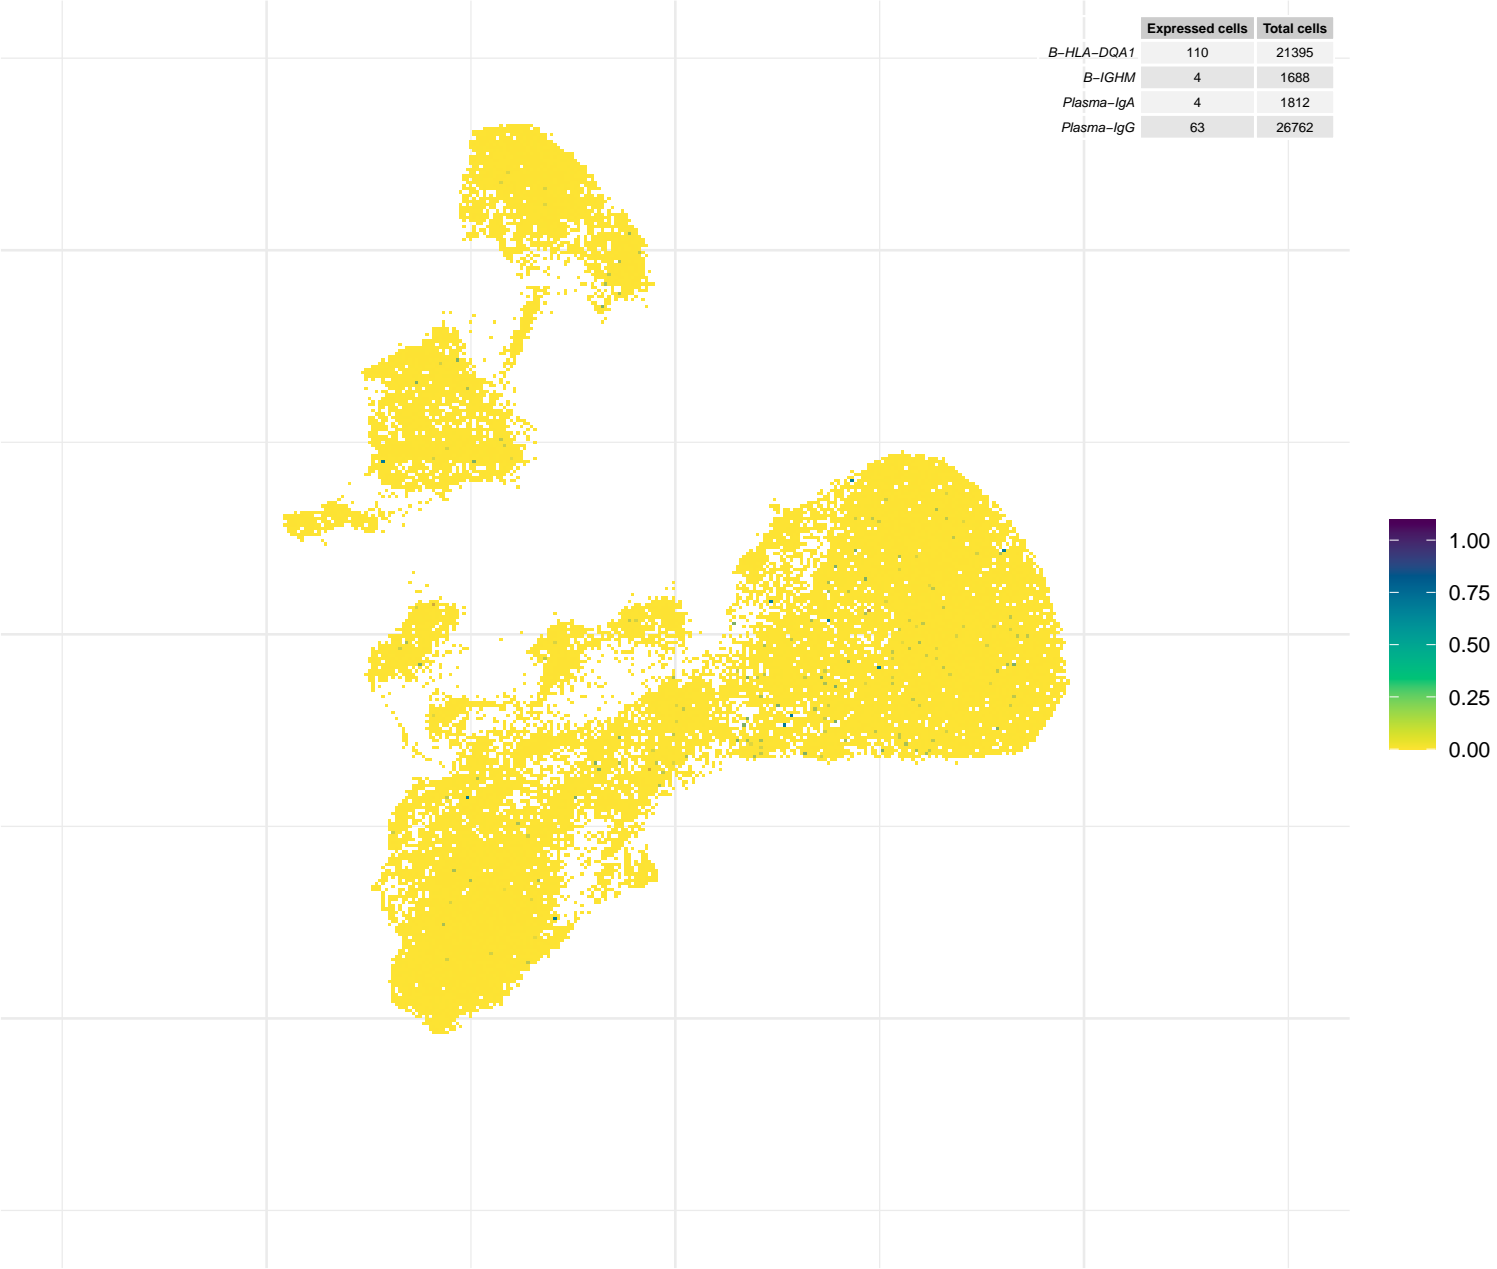 Expressed cells Total cells
B−HLA−DQA1 110 21395
B−IGHM 4 1688
Plasma−IgA 4 1812
Plasma−IgG 63 26762
1.00
0.75
0.50
0.25
0.00